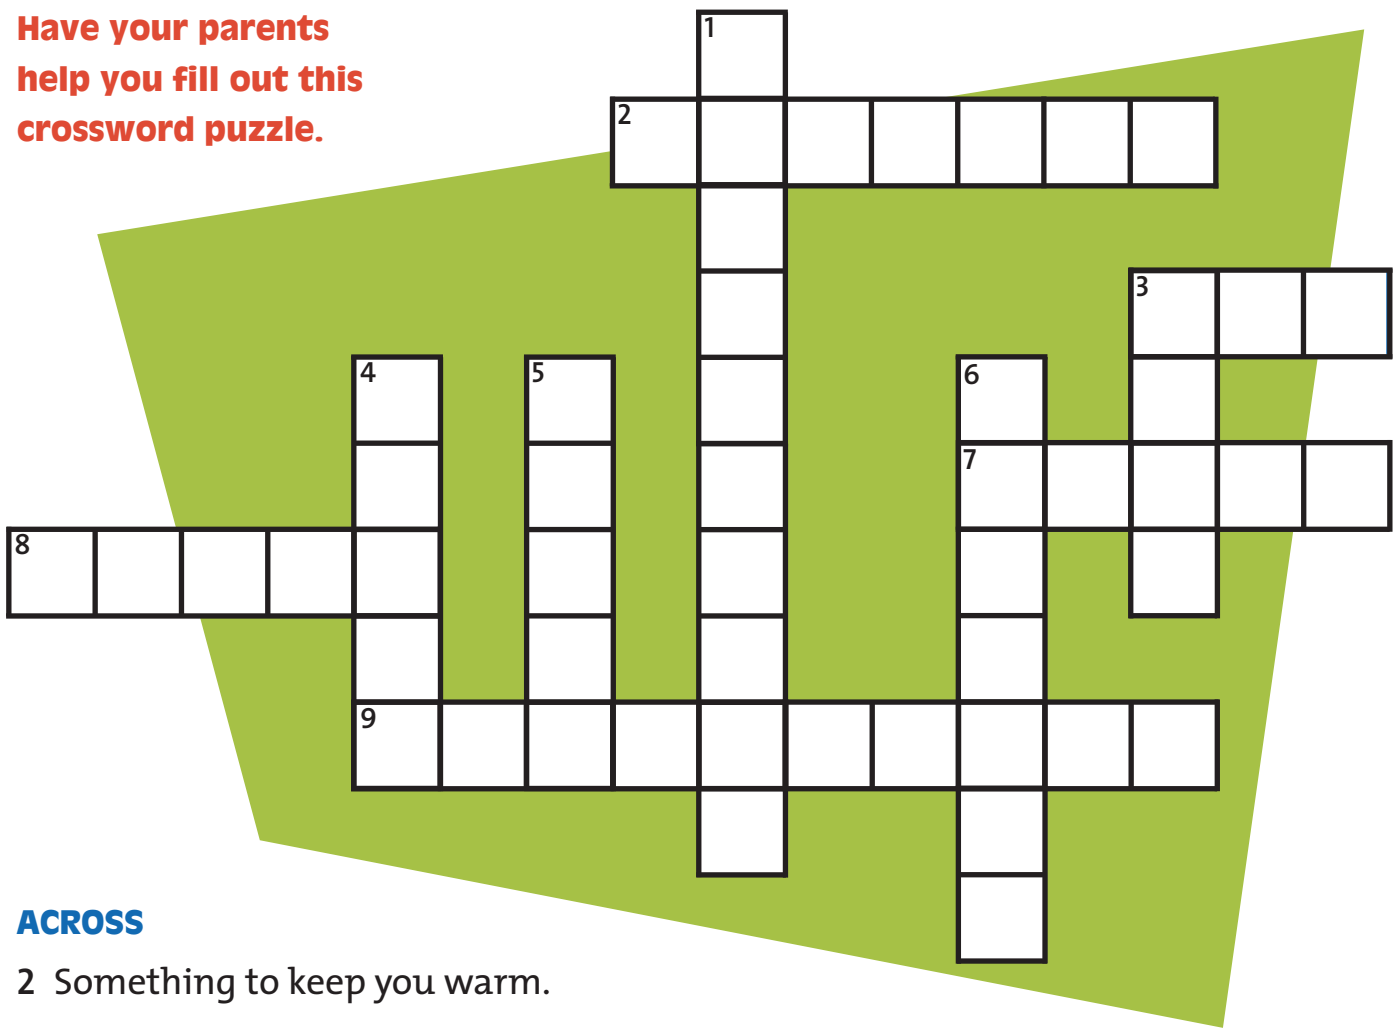 Have your parents
help you fill out this
crossword puzzle.
1
2
3
4 5 6
7
8
9
ACROSS
2 Something to keep you warm.